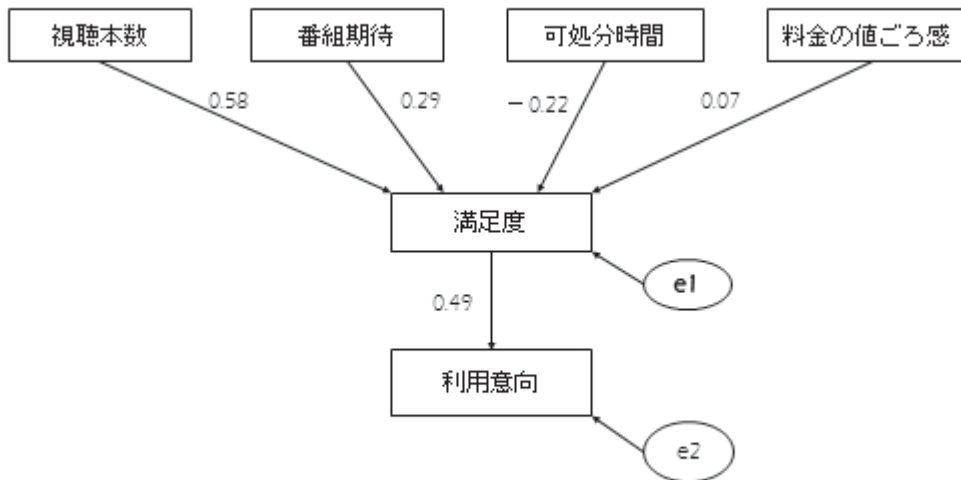 視聴本数
番組期待
可処分時間
料金の値ごろ感
0.58
0.29
－0.22
0.07
満足度
e1
0.49
利用意向
e2